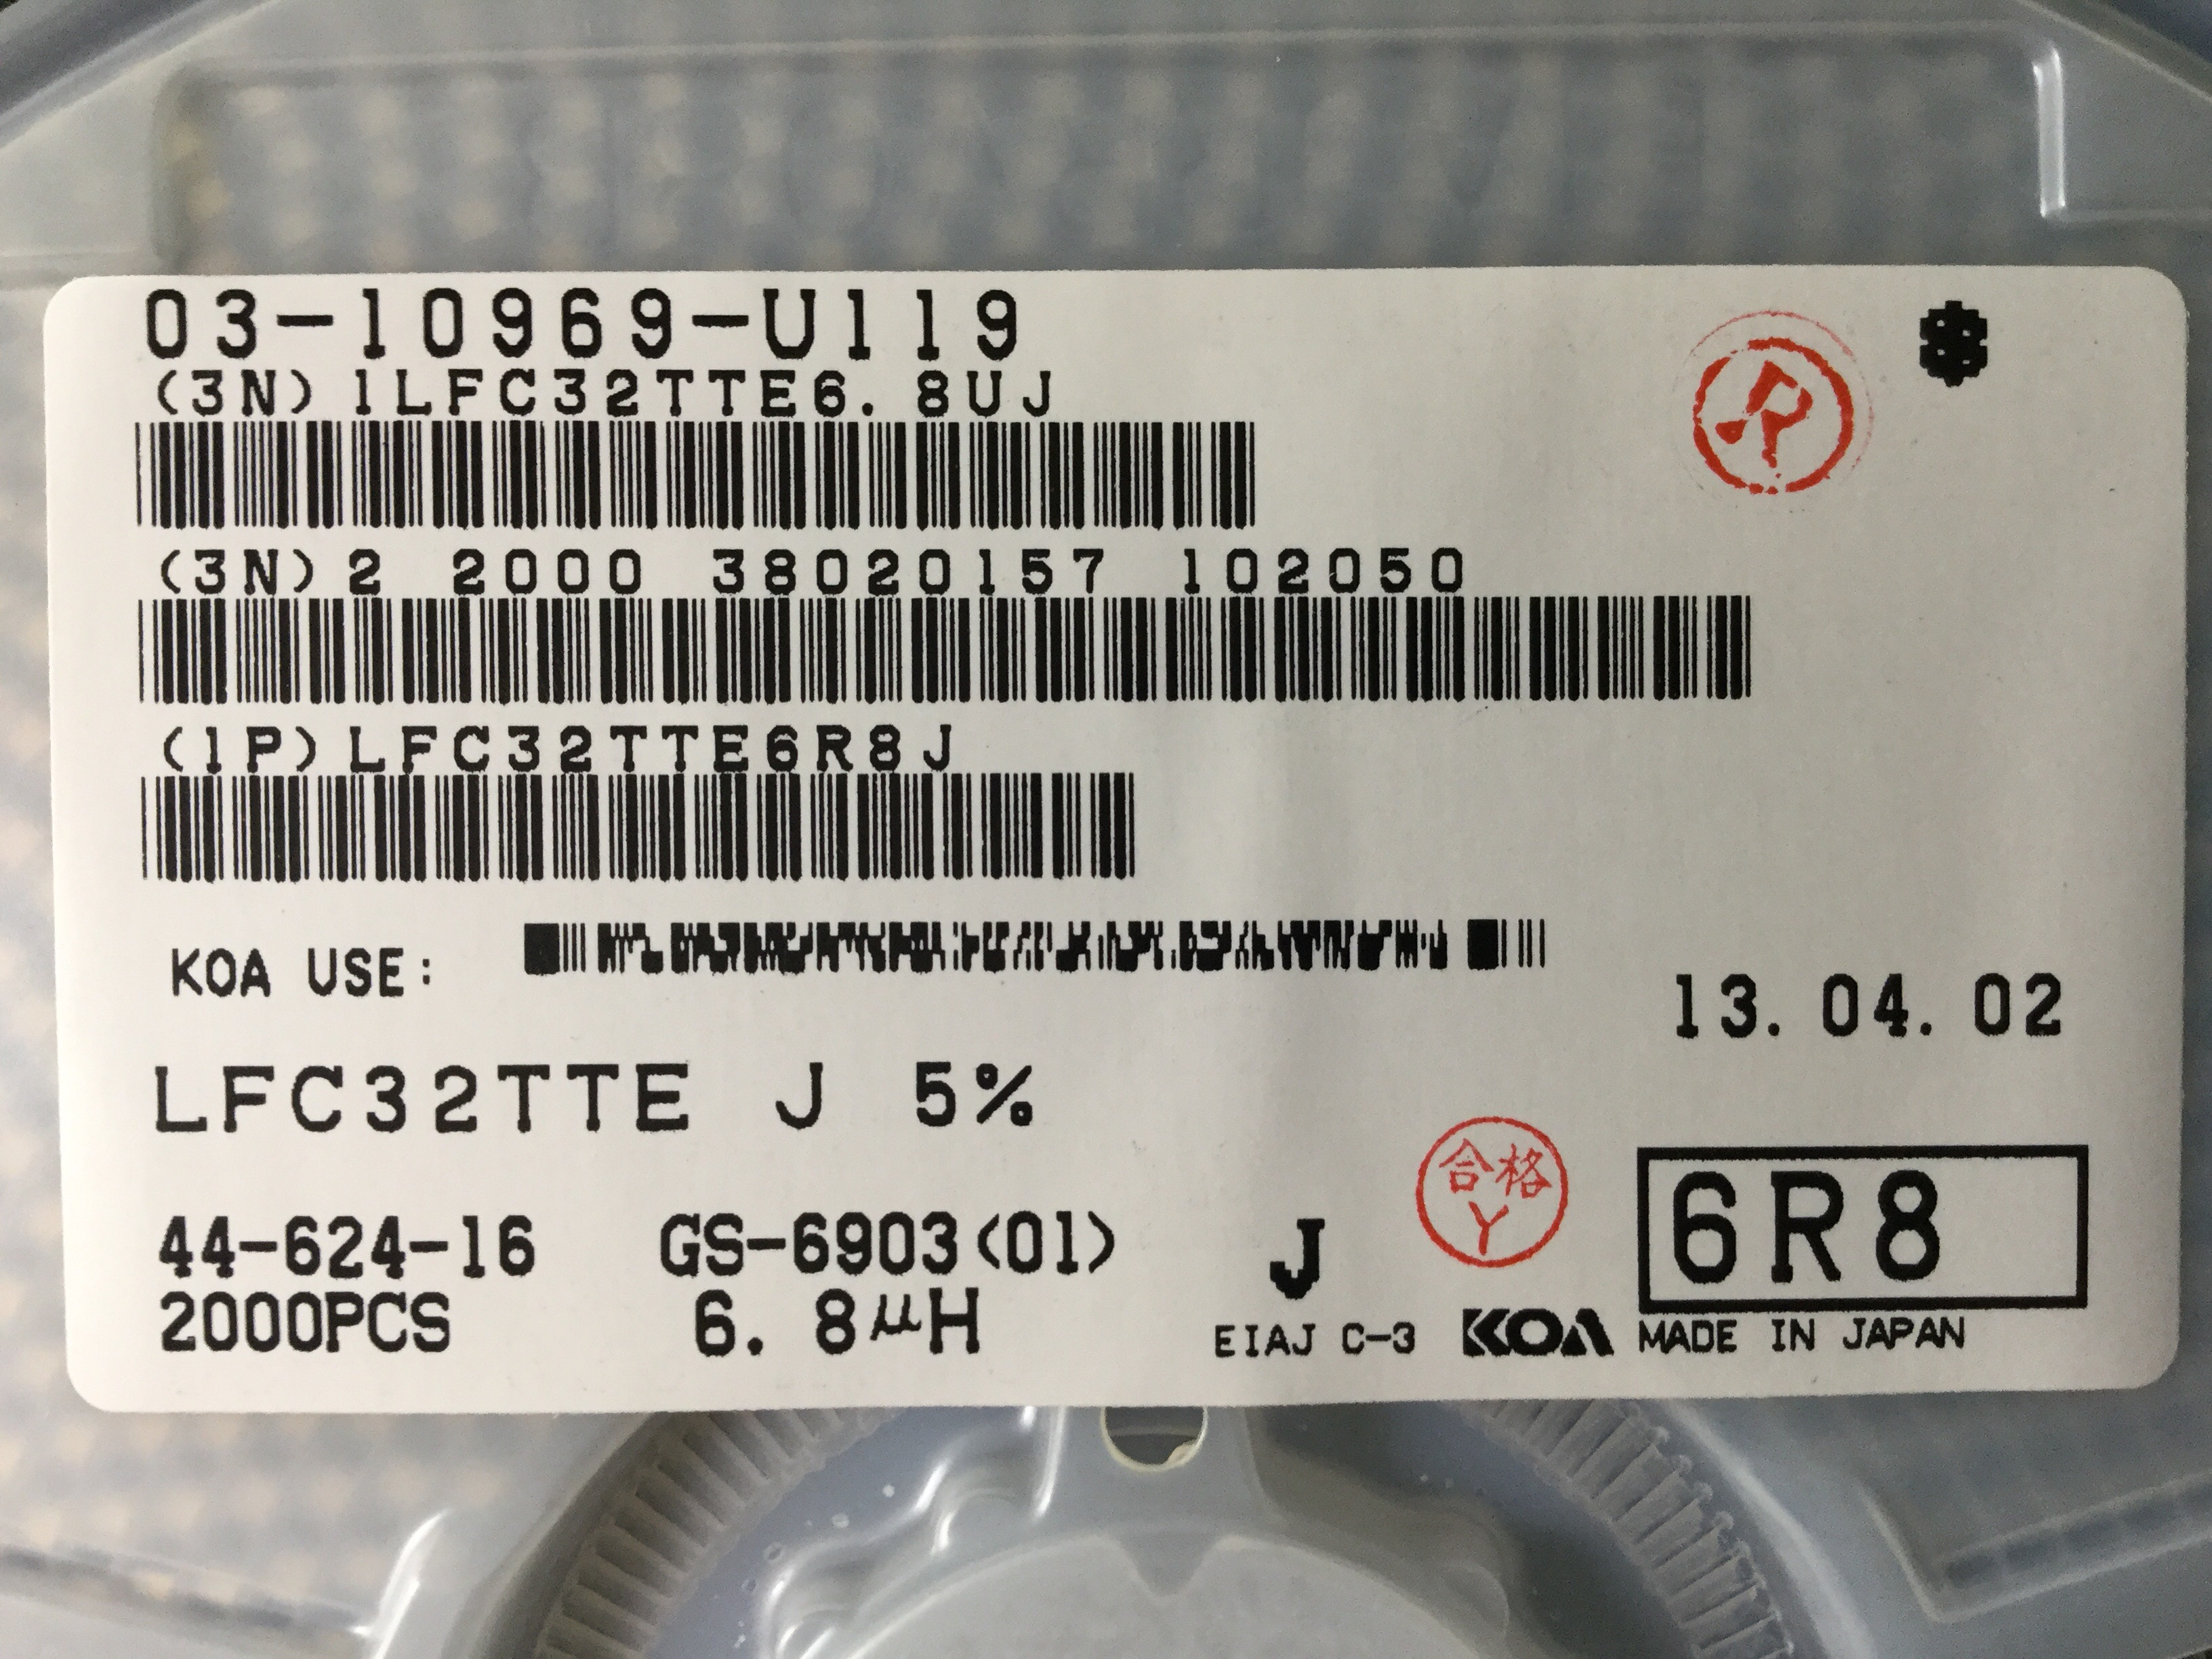 03-10969-U119
(3N)1LFC32TTE6.8UJ
(3N)2 2000 38020157 102050
(1P)LFC32TTE6R8J
KOA USE:
13.04.02
LFC32TTE J 5%
44-624-16 GS-6903(01)
2000PCS 6.8μH
J
EIAJ C-3
合格
Y
6R8
KOA MADE IN JAPAN
R